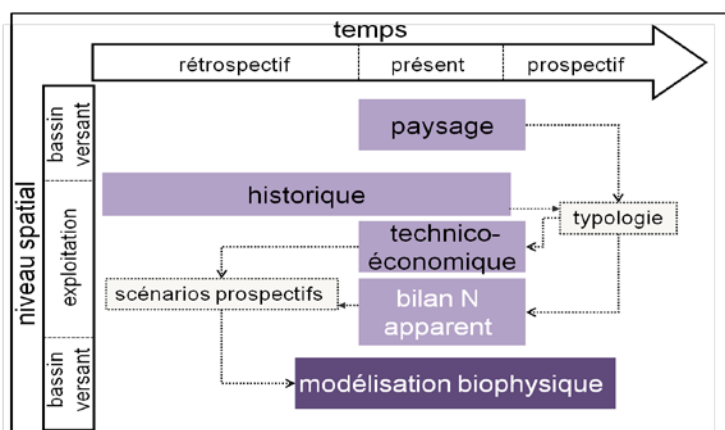 temps
rétrospectif
présent
prospectif
niveau spatial
bassin
versant
exploitation
bassin
versant
paysage
historique
typologie
technico-
économique
scénarios prospectifs
bilan N
apparent
modélisation biophysique